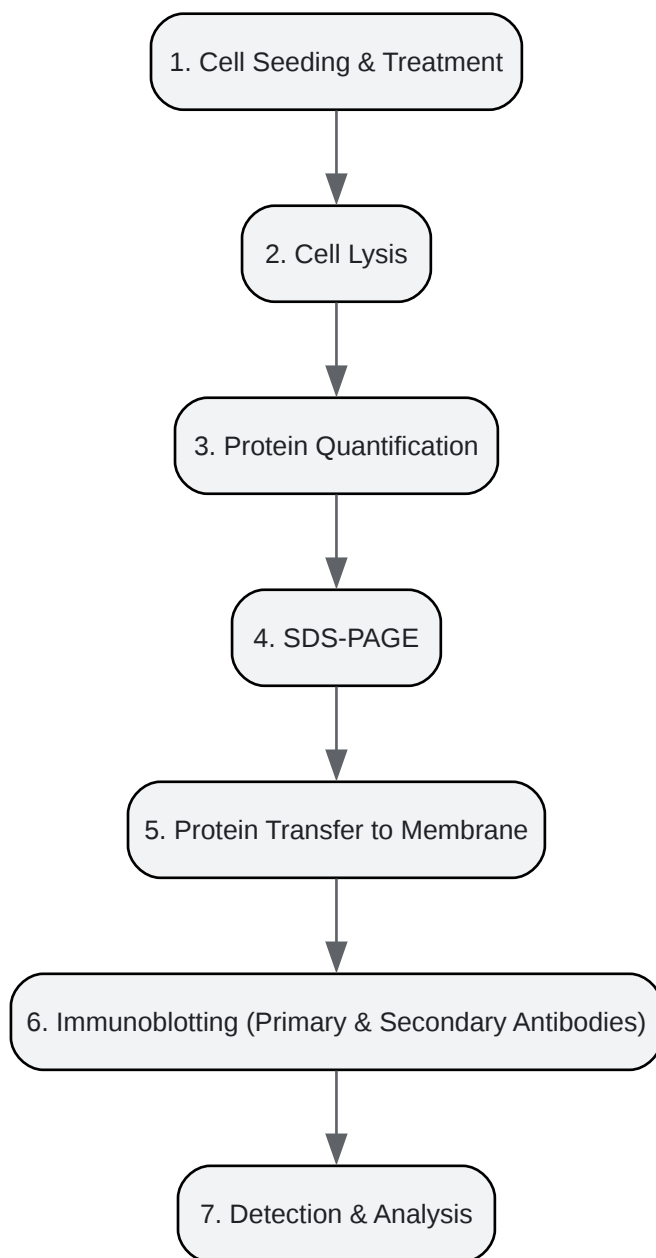 1. Cell Seeding & Treatment
2. Cell Lysis
3. Protein Quantification
4. SDS-PAGE
5. Protein Transfer to Membrane
6. Immunoblotting (Primary & Secondary Antibodies)
7. Detection & Analysis